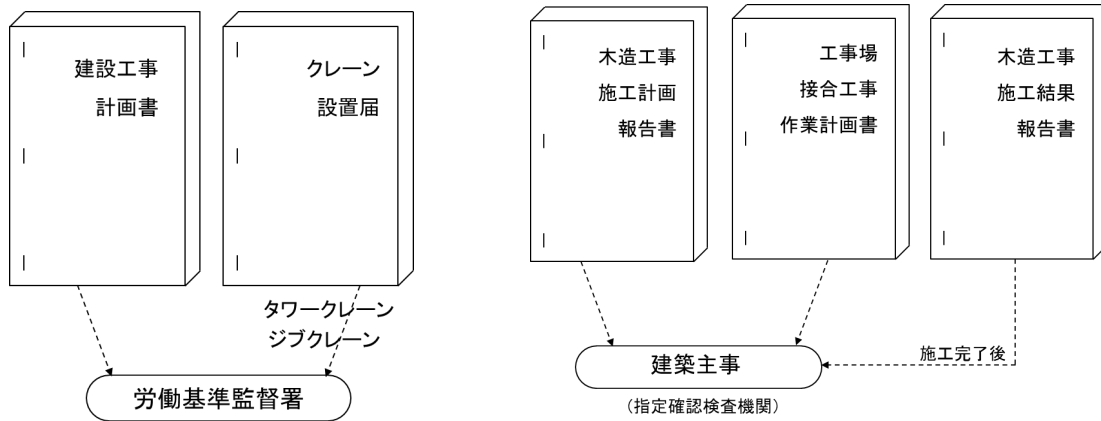 建設工事
計画書
クレーン
設置届
タワークレーン
ジブクレーン
労働基準監督署
木造工事
施工計画
報告書
工事場
接合工事
作業計画書
木造工事
施工結果
報告書
施工完了後
建築主事
（指定確認検査機関）